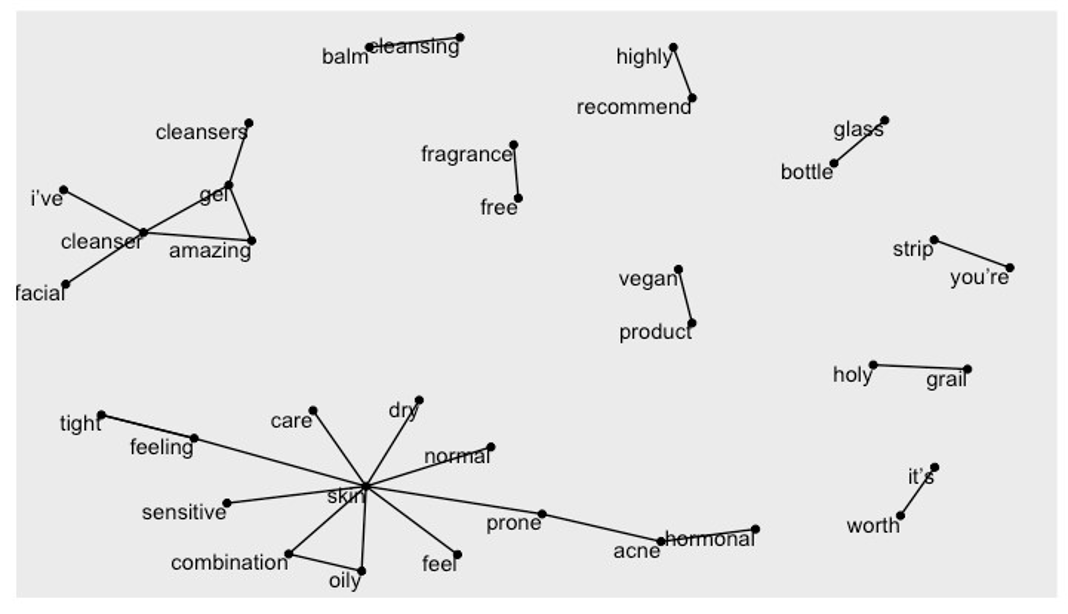 balm
cleansing
highly
recommend
cleansers
glass
fragrance
bottle
i've
gel
free
cleanser
amazing
strip
vegan
you're
facial
product
holy
grail
care
dry
tight
feeling
normal
it's
skin
sensitive
prone
worth
hormonal
acne
combination
feel
oily